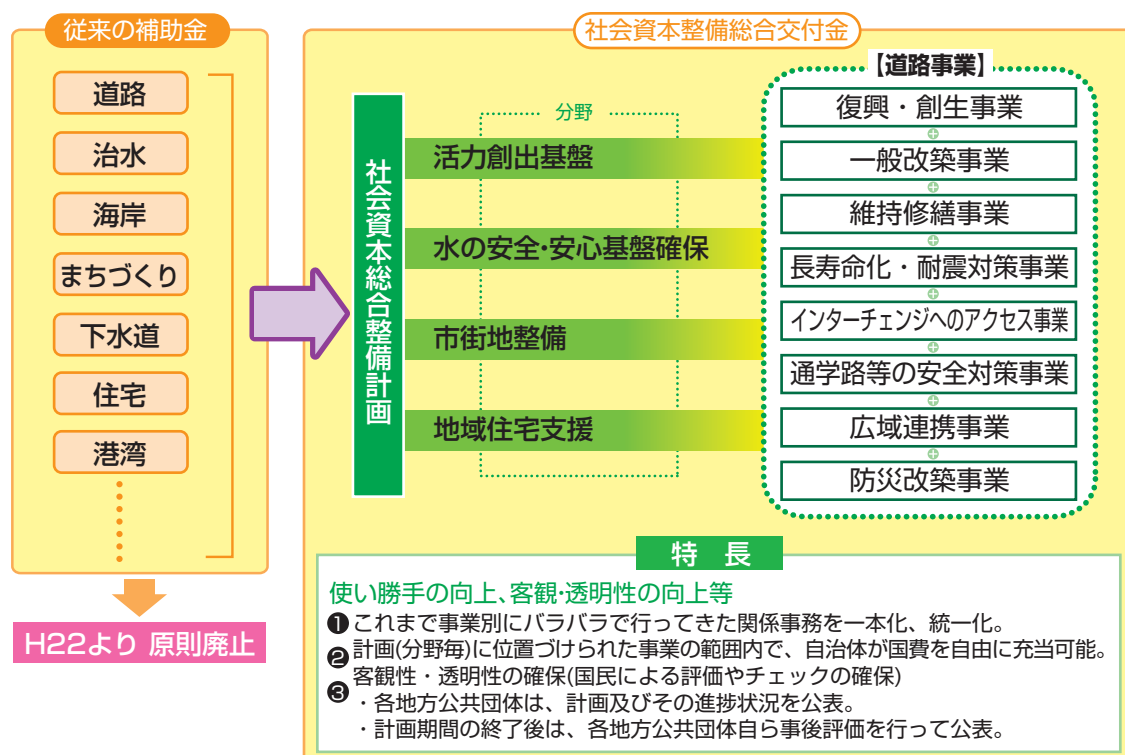 従来の補助金
道路
治水
海岸
まちづくり
下水道
住宅
港湾
H22より 原則廃止
社会資本整備総合交付金
社会資本総合整備計画
分野
活力創出基盤
水の安全・安心基盤確保
市街地整備
地域住宅支援
【道路事業】
復興・創生事業
+
一般改築事業
+
維持修繕事業
+
長寿命化・耐震対策事業
+
インターチェンジへのアクセス事業
+
通学路等の安全対策事業
+
広域連携事業
+
防災改築事業
特 長
使い勝手の向上、客観・透明性の向上等
❶これまで事業別にバラバラで行ってきた関係事務を一本化、統一化。
❷計画(分野毎)に位置づけられた事業の範囲内で、自治体が国費を自由に充当可能。
❸客観性・透明性の確保(国民による評価やチェックの確保)
・各地方公共団体は、計画及びその進捗状況を公表。
・計画期間の終了後は、各地方公共団体自ら事後評価を行って公表。